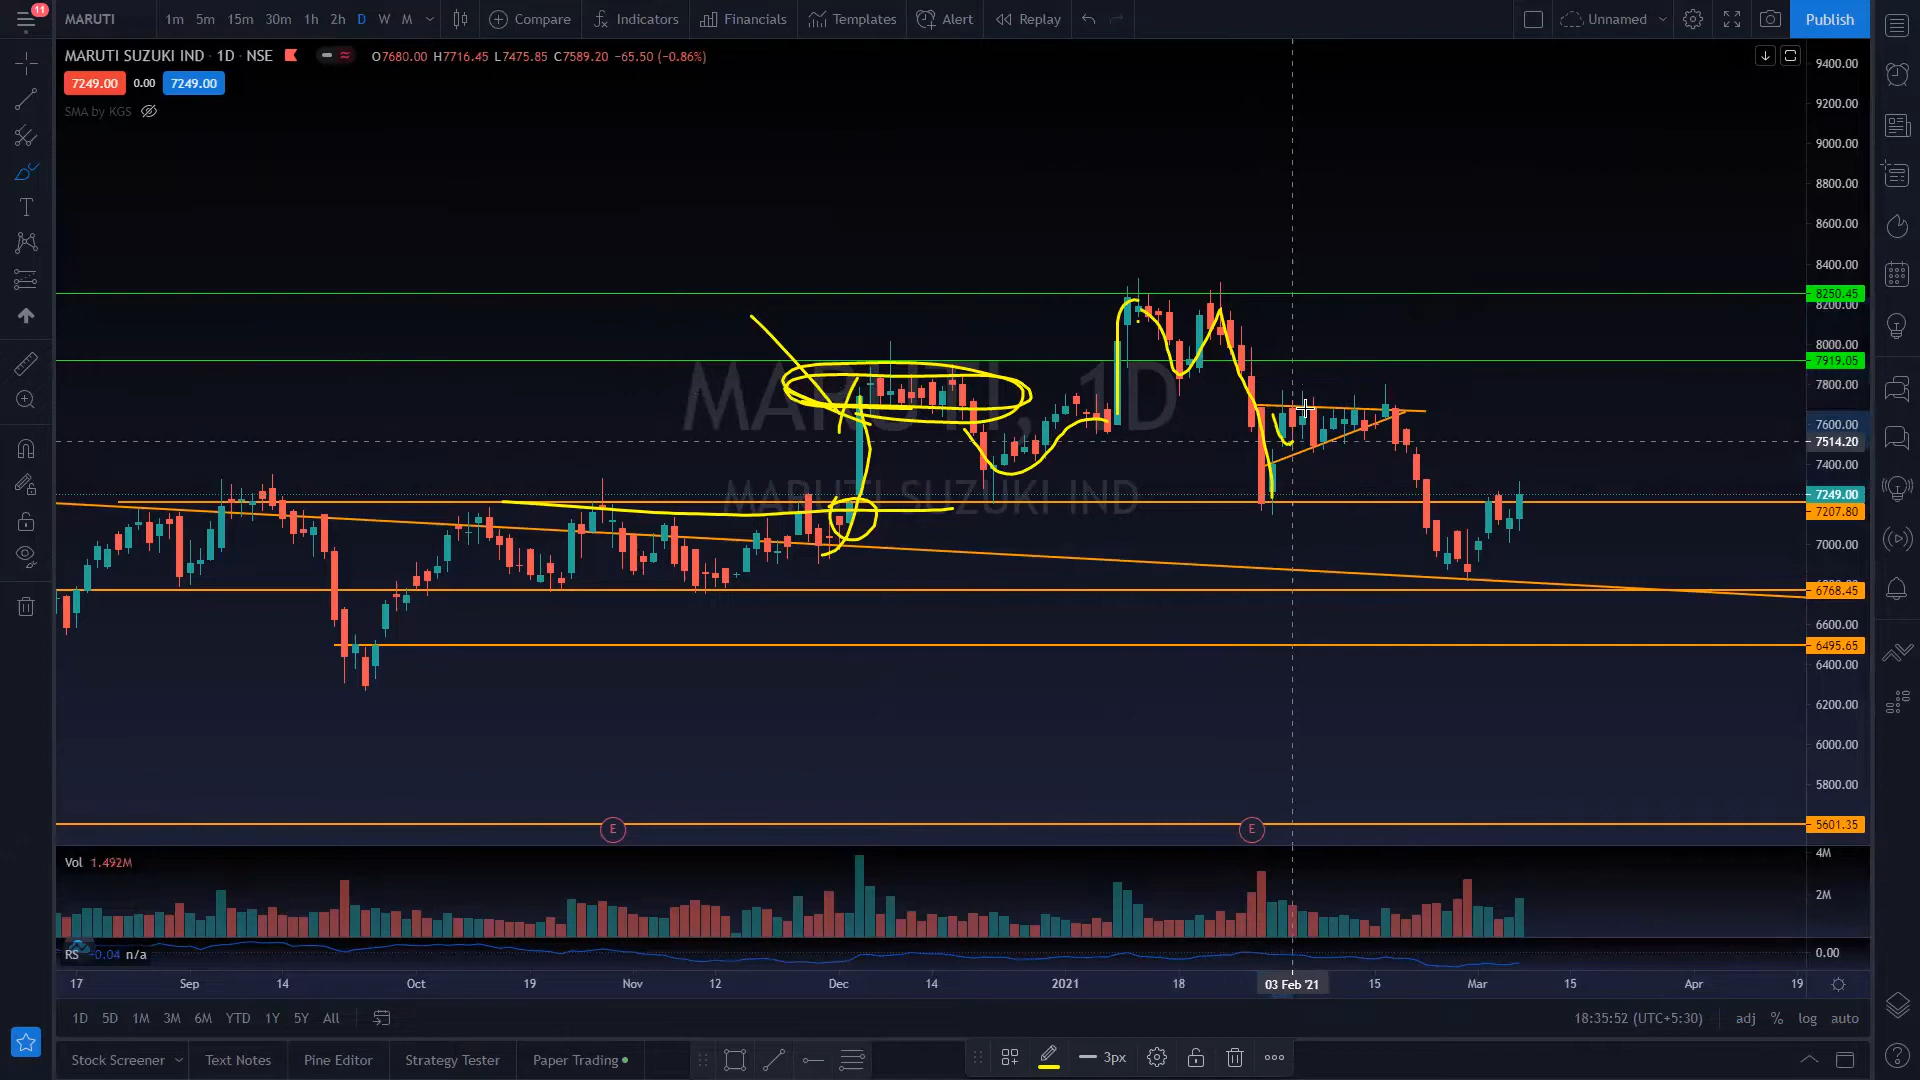 11
MARUTI 1m 5m 15m 30m 1h 2h D W M Compare Indicators Financials Templates Alert Replay Unnamed Publish
MARUTI SUZUKI IND · 1D · NSE O7680.00 H7716.45 L7475.85 C7589.20 −65.50 (−0.86%)
7249.00 0.00 7249.00
SMA by KGS
MARUTI, 1D
MARUTI SUZUKI IND
9400.00
9200.00
9000.00
8800.00
8600.00
8400.00
8250.45
8200.00
8000.00
7919.05
7800.00
7600.00
7514.20
7400.00
7249.00
7207.80
7000.00
6768.45
6600.00
6495.65
6400.00
6200.00
6000.00
5800.00
5601.35
E E
Vol 1.492M
4M
2M
RS −0.04 n/a
0.00
17 Sep 14 Oct 19 Nov 12 Dec 14 2021 18 03 Feb '21 15 Mar 15 Apr 19
1D 5D 1M 3M 6M YTD 1Y 5Y All 18:35:52 (UTC+5:30) adj % log auto
Stock Screener Text Notes Pine Editor Strategy Tester Paper Trading 3px